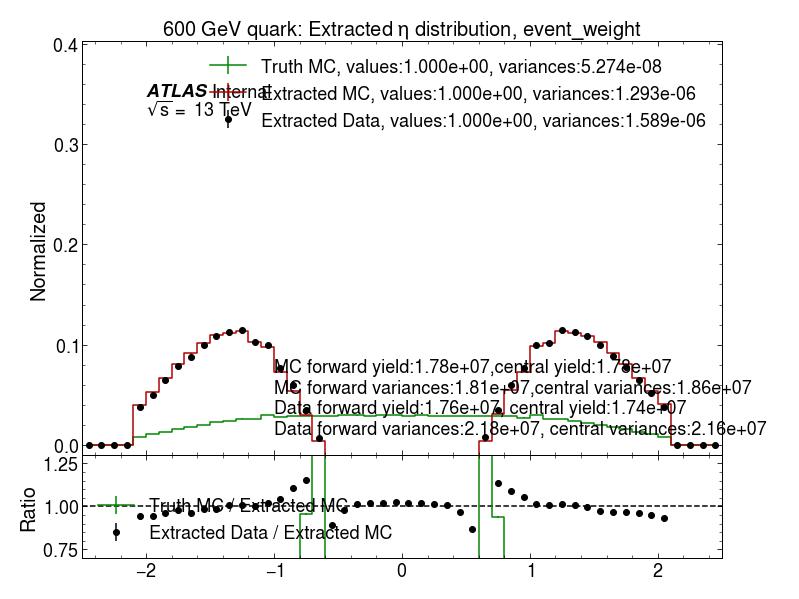 600 GeV quark: Extracted η distribution, event_weight
0.4
Truth MC, values:1.000e+00, variances:5.274e-08
ATLAS Internal
Extracted MC, values:1.000e+00, variances:1.293e-06
√s = 13 TeV
Extracted Data, values:1.000e+00, variances:1.589e-06
0.3
Normalized
0.2
0.1
MC forward yield:1.78e+07,central yield:1.78e+07
MC forward variances:1.81e+07,central variances:1.86e+07
Data forward yield:1.76e+07, central yield:1.74e+07
Data forward variances:2.18e+07, central variances:2.16e+07
0.0
1.25
Ratio
1.00
Truth MC / Extracted MC
Extracted Data / Extracted MC
0.75
−2 −1 0 1 2